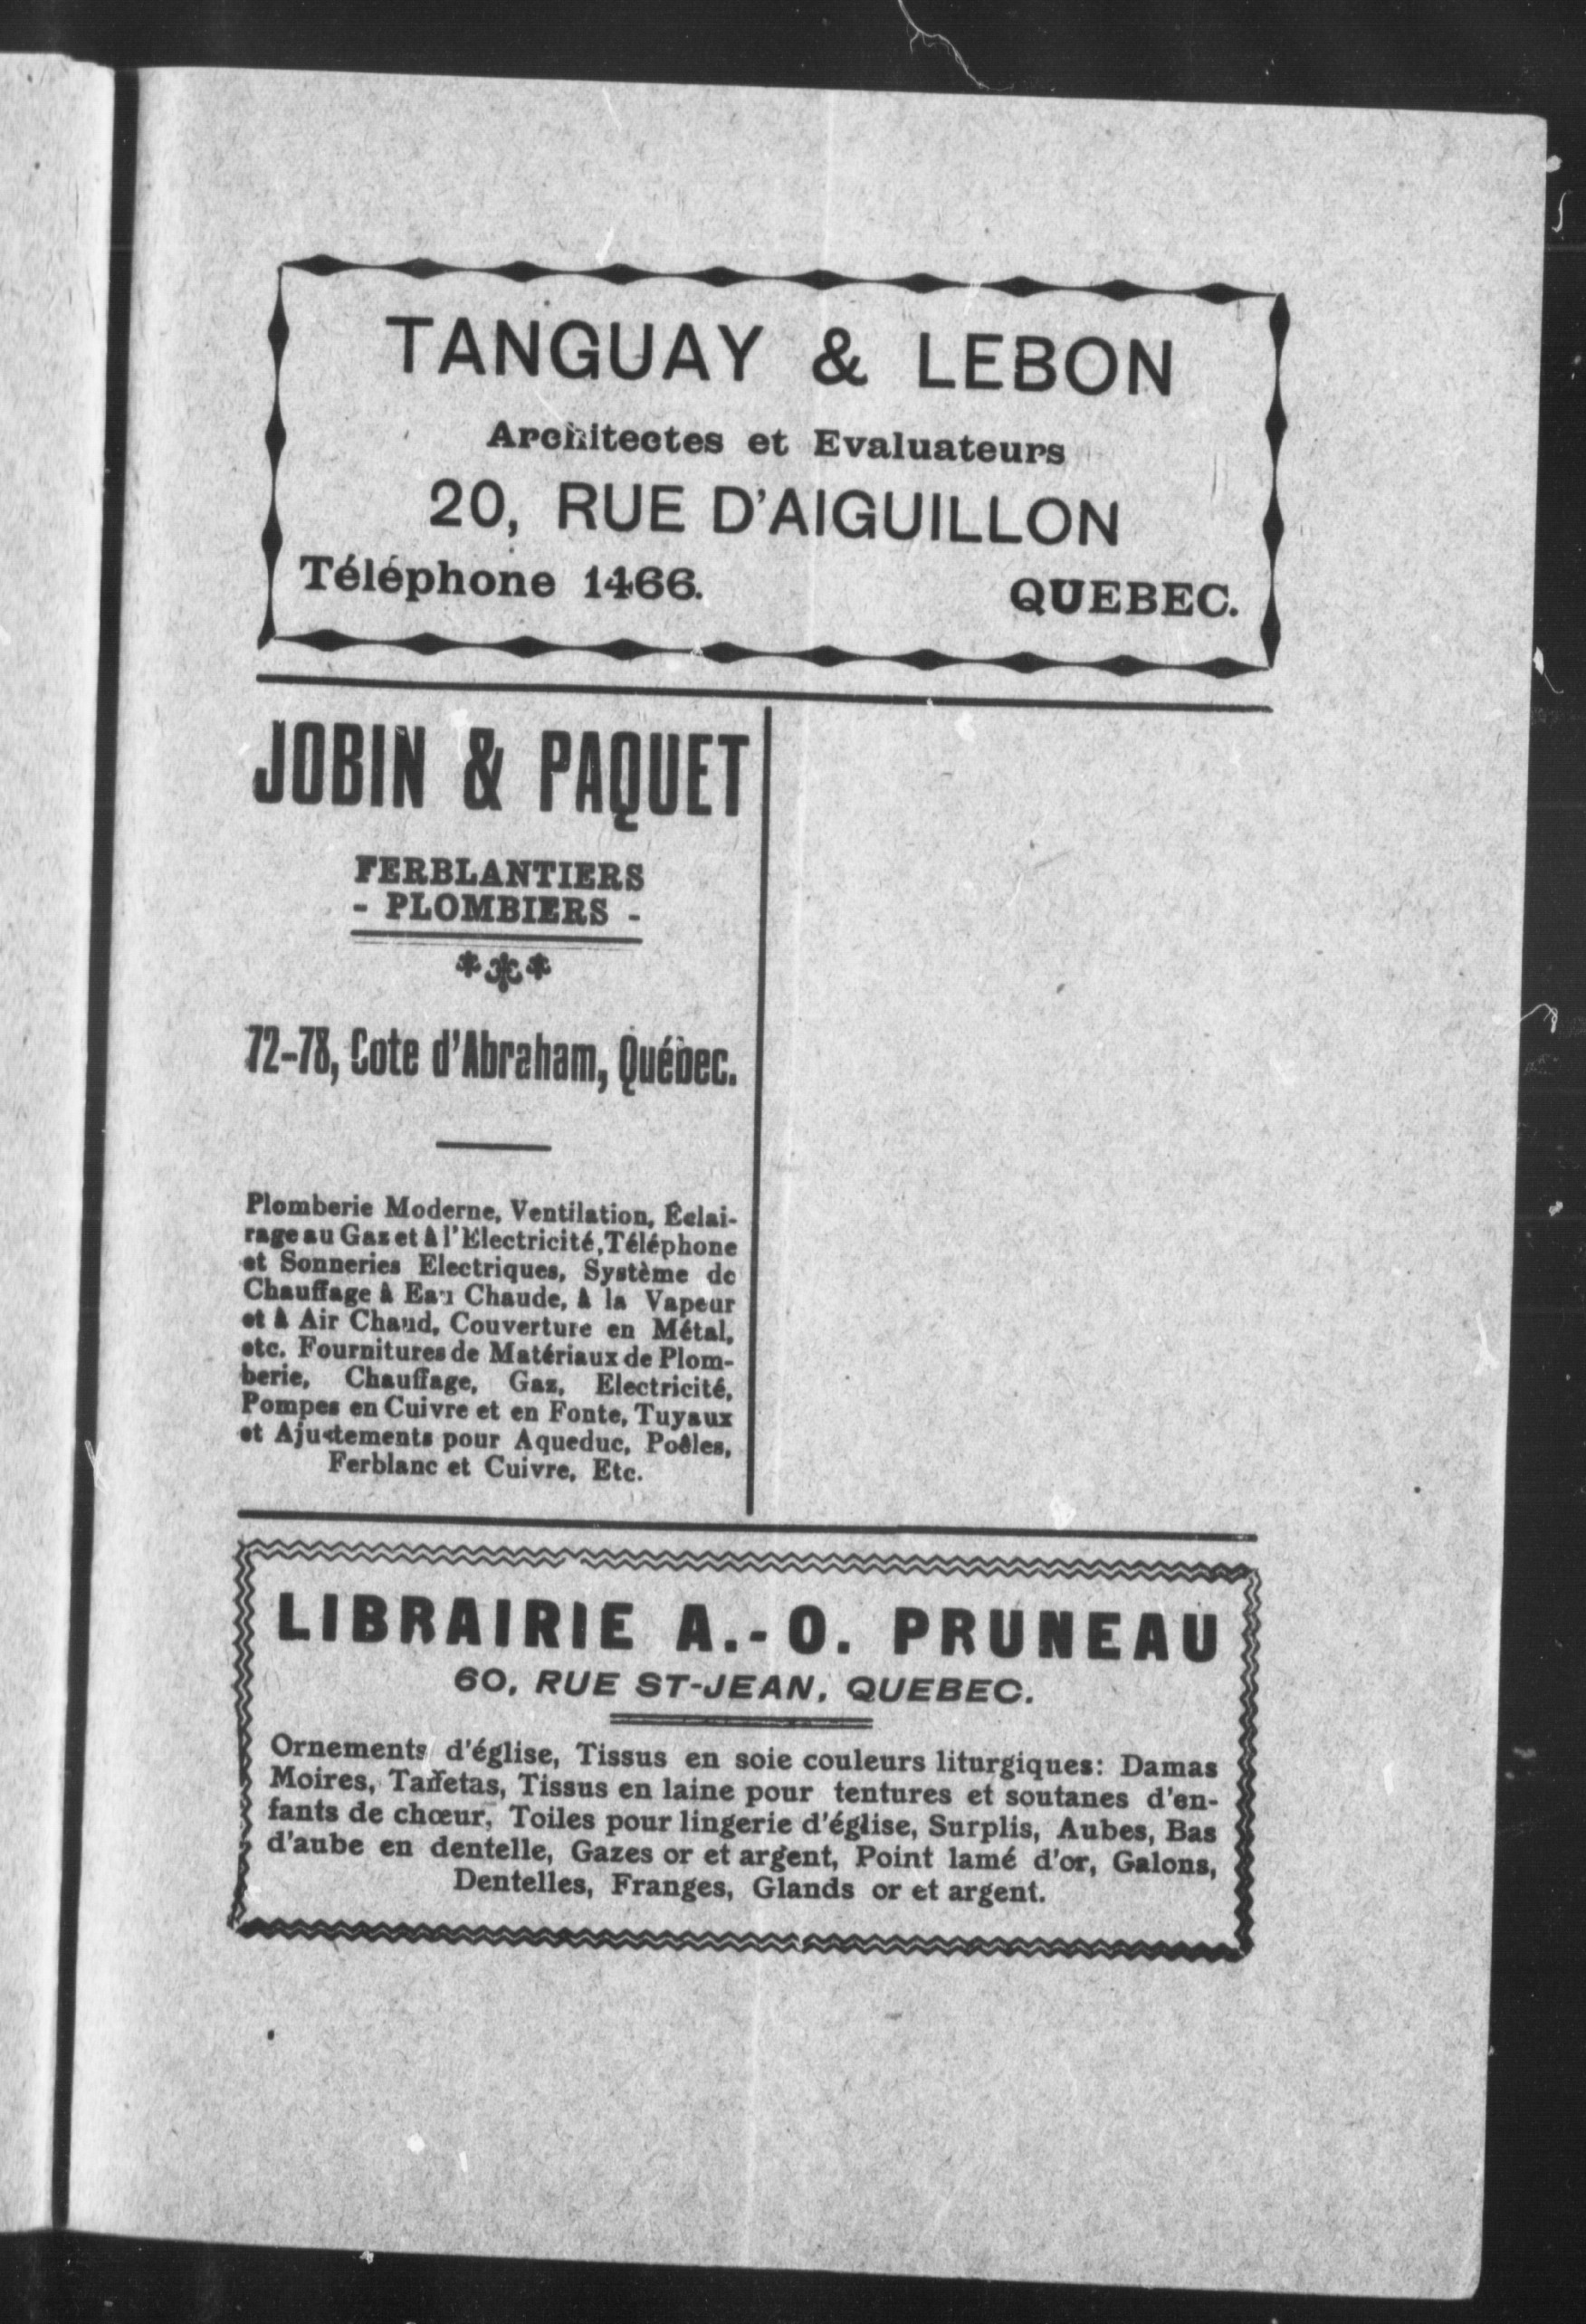 TANGUAY & LEBON
Architectes et Evaluateurs
20, RUE D'AIGUILLON
Téléphone 1466. QUEBEC.
JOBIN & PAQUET
FERBLANTIERS
- PLOMBIERS -
72-78, Cote d'Abraham, Québec.
Plomberie Moderne, Ventilation, Éclai-
rage au Gaz et à l'Electricité, Téléphone
et Sonneries Electriques, Système de
Chauffage à Eau Chaude, à la Vapeur
et à Air Chaud, Couverture en Métal,
etc. Fournitures de Matériaux de Plom-
berie, Chauffage, Gaz, Electricité,
Pompes en Cuivre et en Fonte, Tuyaux
et Ajustements pour Aqueduc, Poêles,
Ferblanc et Cuivre, Etc.
LIBRAIRIE A.-O. PRUNEAU
60, RUE ST-JEAN, QUEBEC.
Ornements d'église, Tissus en soie couleurs liturgiques: Damas
Moires, Taffetas, Tissus en laine pour tentures et soutanes d'en-
fants de chœur, Toiles pour lingerie d'église, Surplis, Aubes, Bas
d'aube en dentelle, Gazes or et argent, Point lamé d'or, Galons,
Dentelles, Franges, Glands or et argent.